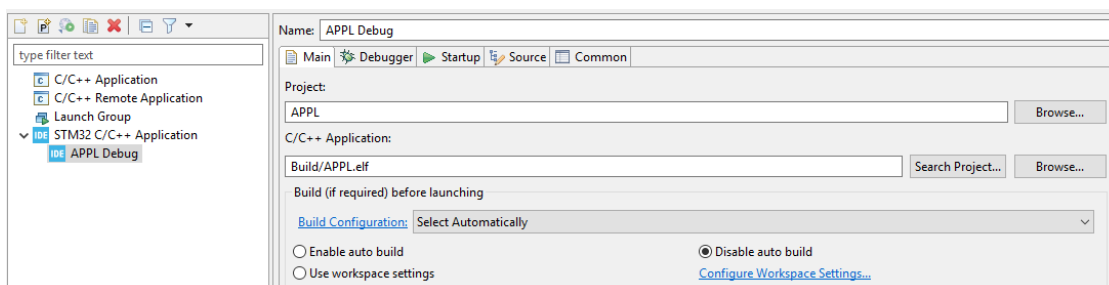 Name: APPL Debug
type filter text
C/C++ Application
C/C++ Remote Application
Launch Group
STM32 C/C++ Application
APPL Debug
Main Debugger Startup Source Common
Project:
APPL Browse...
C/C++ Application:
Build/APPL.elf Search Project... Browse...
Build (if required) before launching
Build Configuration: Select Automatically
Enable auto build Disable auto build
Use workspace settings Configure Workspace Settings...